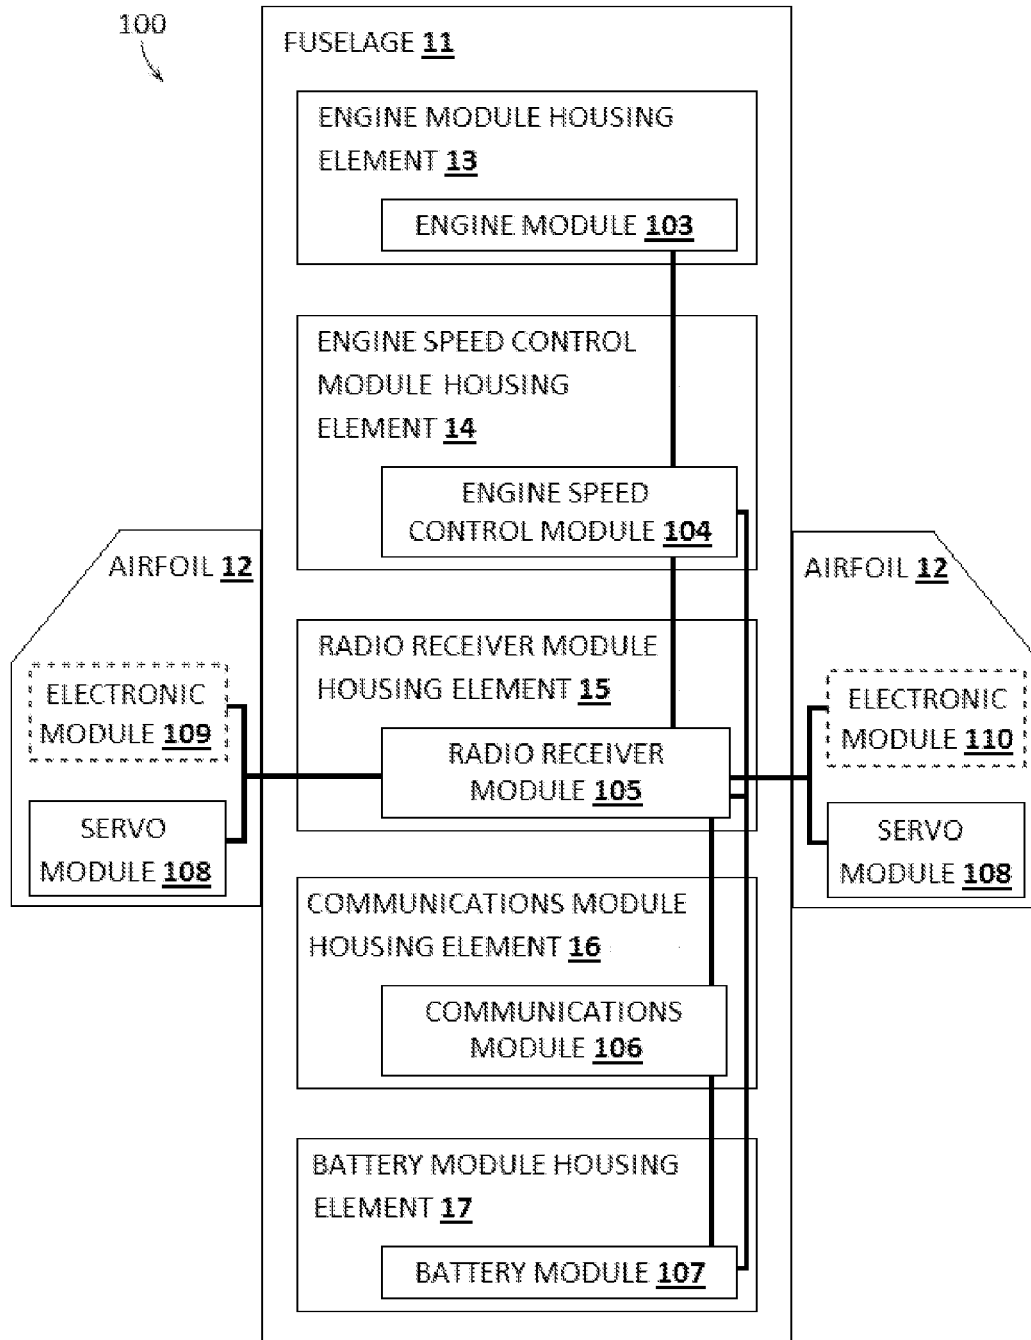 100
FUSELAGE 11
ENGINE MODULE HOUSING
ELEMENT 13
ENGINE MODULE 103
ENGINE SPEED CONTROL
MODULE HOUSING
ELEMENT 14
ENGINE SPEED
CONTROL MODULE 104
AIRFOIL 12
ELECTRONIC
MODULE 109
SERVO
MODULE 108
RADIO RECEIVER MODULE
HOUSING ELEMENT 15
RADIO RECEIVER
MODULE 105
AIRFOIL 12
ELECTRONIC
MODULE 110
SERVO
MODULE 108
COMMUNICATIONS MODULE
HOUSING ELEMENT 16
COMMUNICATIONS
MODULE 106
BATTERY MODULE HOUSING
ELEMENT 17
BATTERY MODULE 107